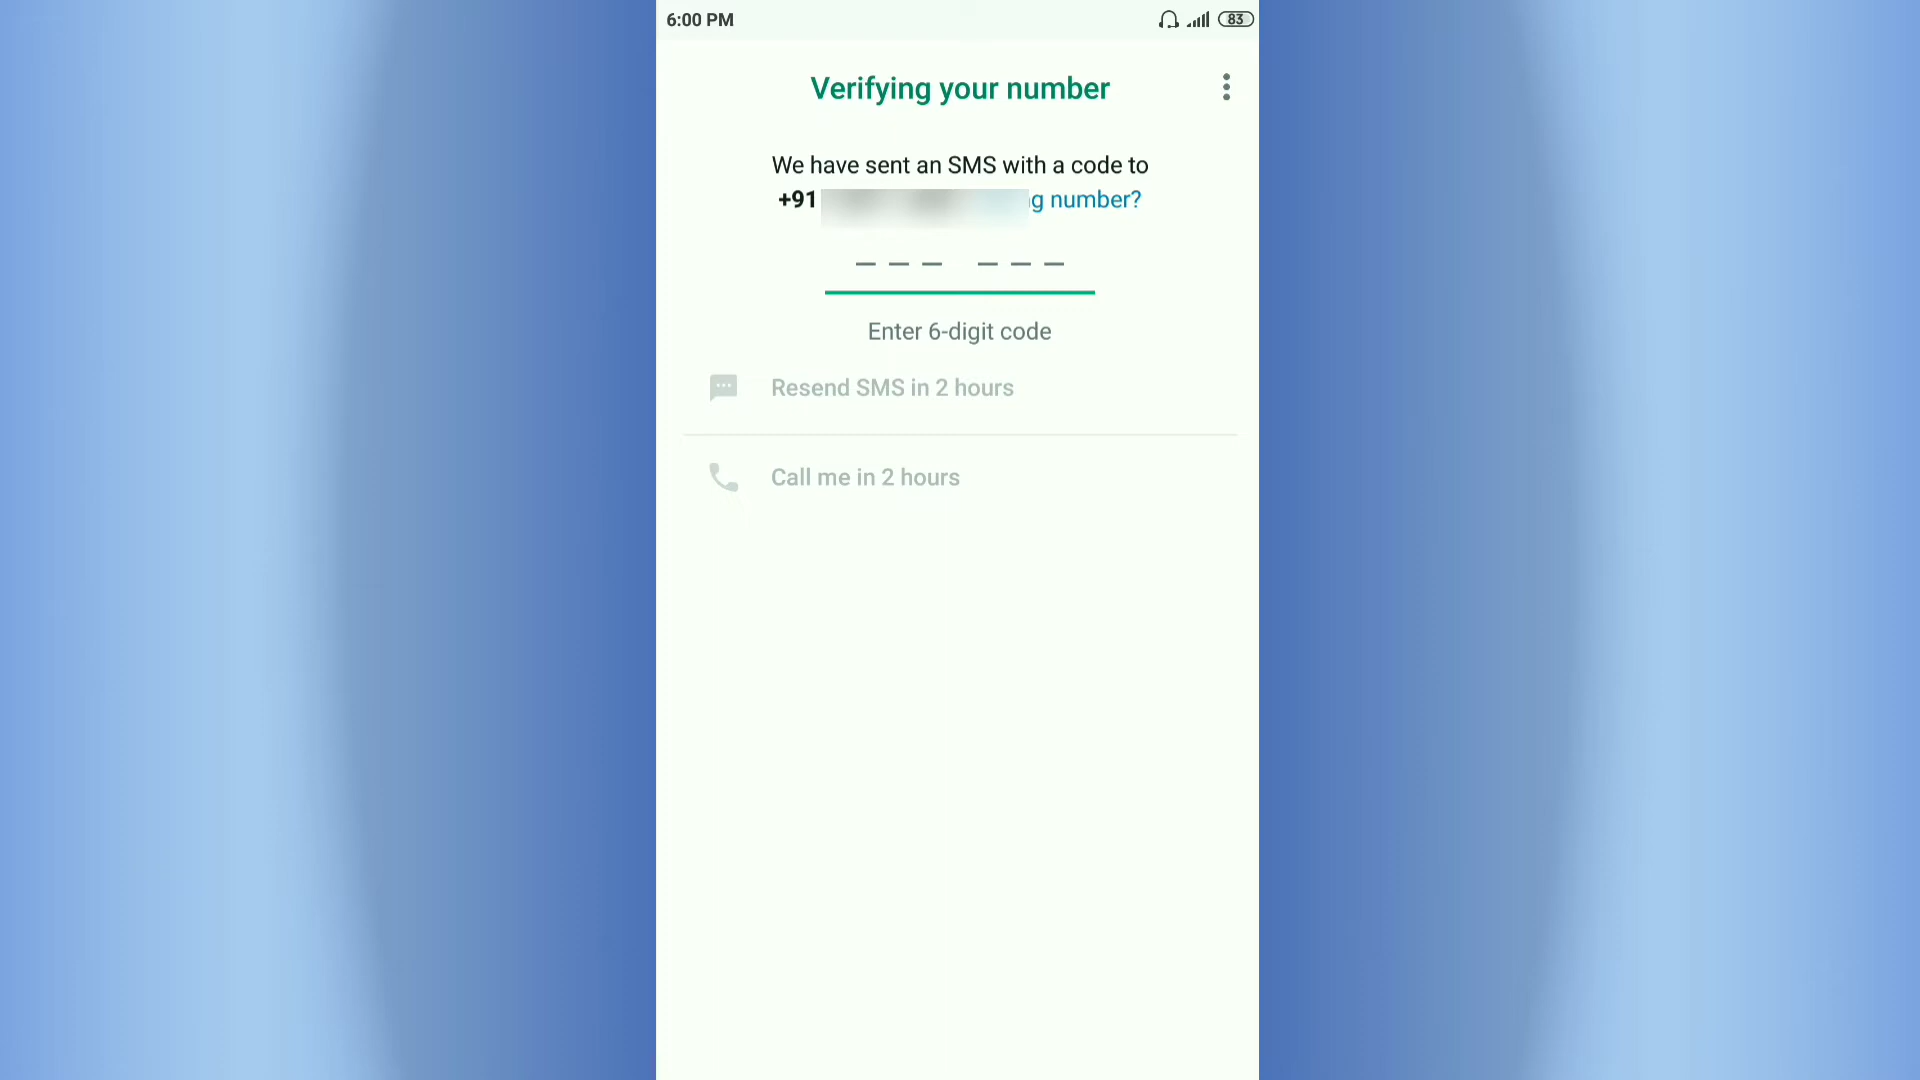 6:00 PM
83
Verifying your number
We have sent an SMS with a code to
+91 number?
Enter 6-digit code
Resend SMS in 2 hours
Call me in 2 hours